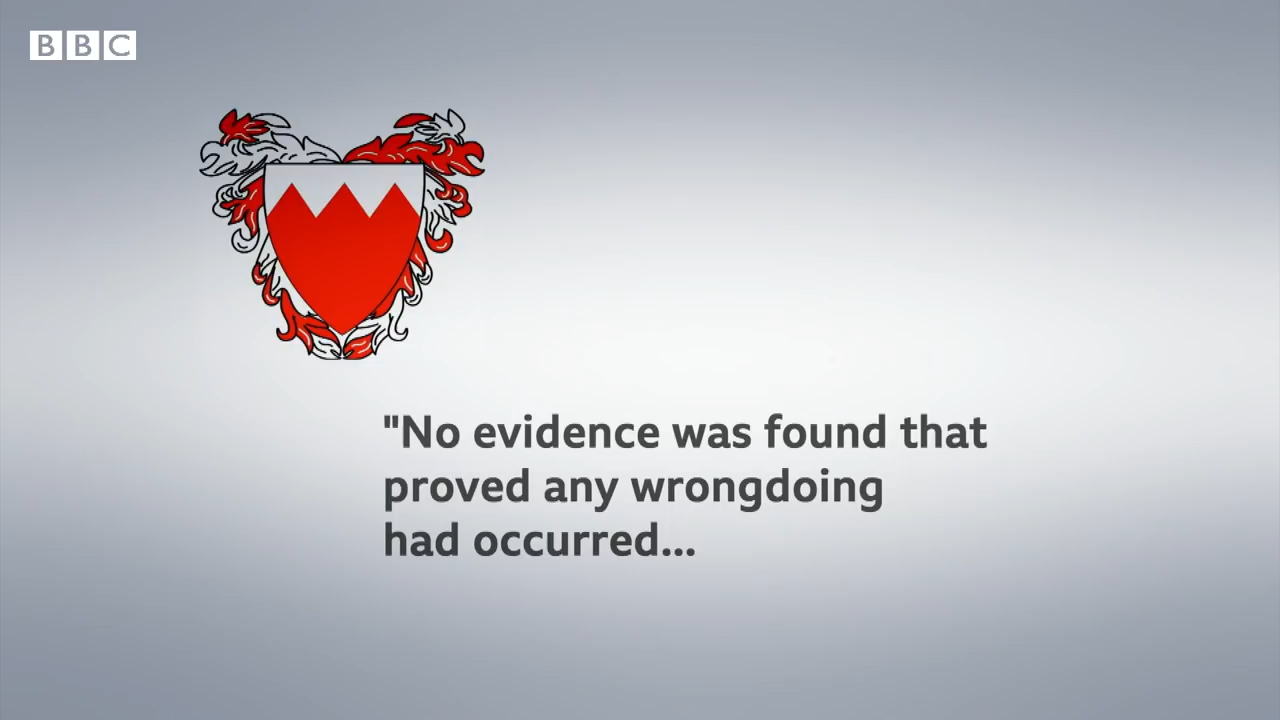 BBC
"No evidence was found that
proved any wrongdoing
had occurred...